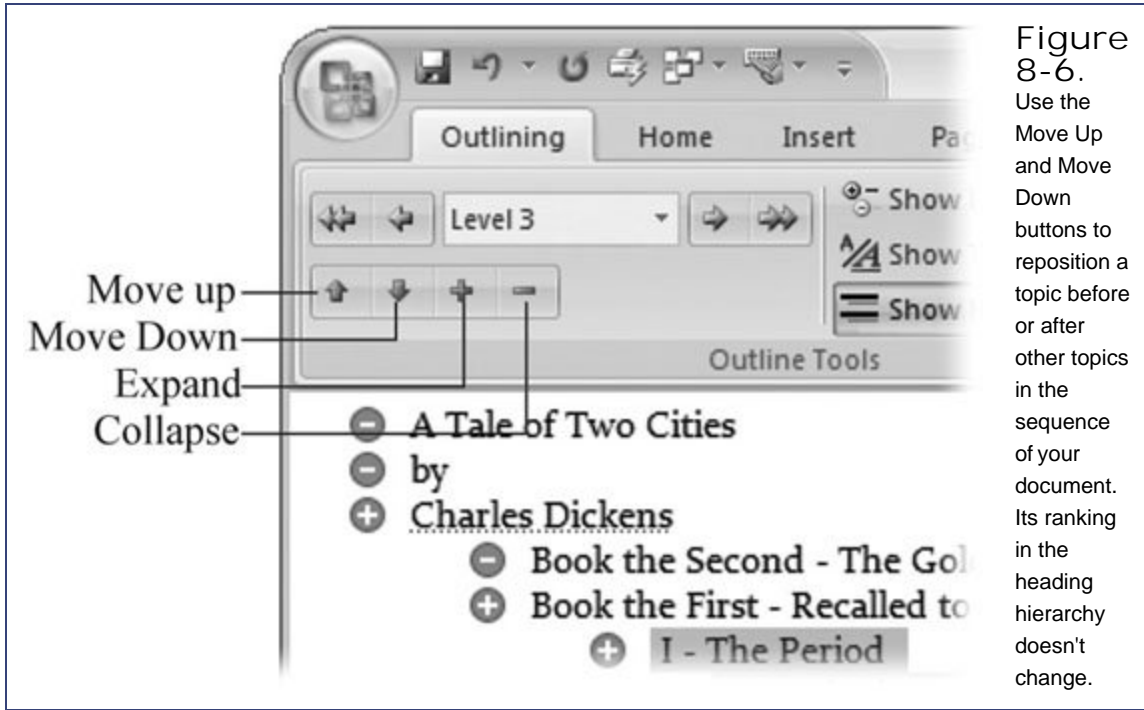 Outlining Home Insert
Level 3
Show
Show
Show
Move up
Move Down
Expand
Collapse
Outline Tools
A Tale of Two Cities
by
Charles Dickens
Book the Second - The
Book the First - Recalled to
I - The Period
Figure
8-6.
Use the
Move Up
and Move
Down
buttons to
reposition a
topic before
or after
other topics
in the
sequence
of your
document.
Its ranking
in the
heading
hierarchy
doesn't
change.